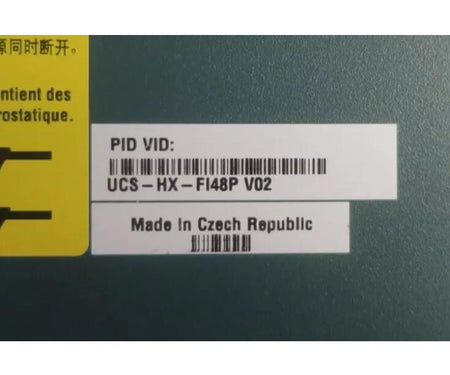 源同时断开。
ntient des
rostatique.
PID VID:
UCS-HX-FI48P V02
Made in Czech Republic